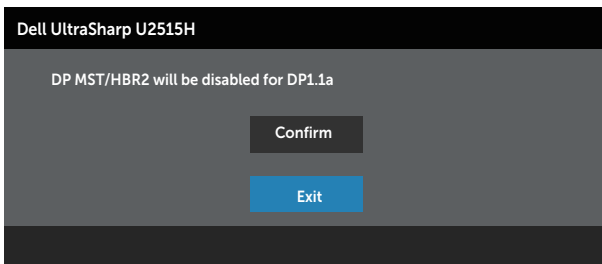 Dell UltraSharp U2515H
DP MST/HBR2 will be disabled for DP1.1a
Confirm
Exit